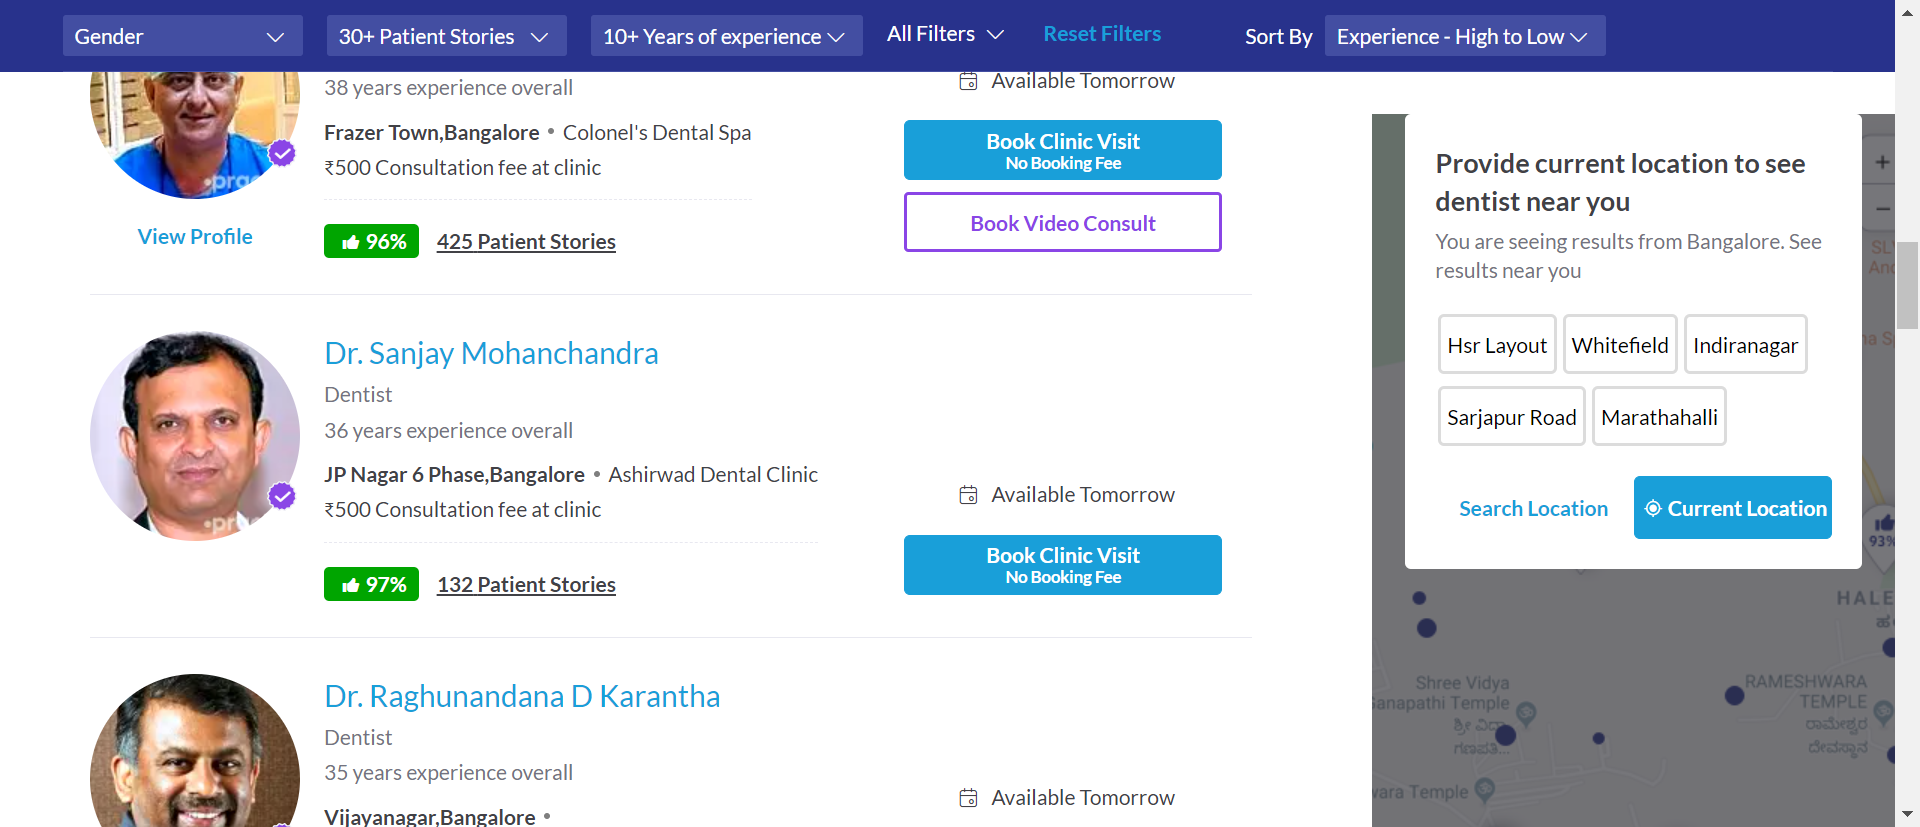 Gender
30+ Patient Stories
10+ Years of experience
All Filters
Reset Filters
Sort By
Experience - High to Low
38 years experience overall
Frazer Town,Bangalore • Colonel's Dental Spa
₹500 Consultation fee at clinic
View Profile
96%
425 Patient Stories
Available Tomorrow
Book Clinic Visit
No Booking Fee
Book Video Consult
Dr. Sanjay Mohanchandra
Dentist
36 years experience overall
JP Nagar 6 Phase,Bangalore • Ashirwad Dental Clinic
₹500 Consultation fee at clinic
97%
132 Patient Stories
Available Tomorrow
Book Clinic Visit
No Booking Fee
Dr. Raghunandana D Karantha
Dentist
35 years experience overall
Vijayanagar,Bangalore •
Available Tomorrow
Provide current location to see
dentist near you
You are seeing results from Bangalore. See
results near you
Hsr Layout
Whitefield
Indiranagar
Sarjapur Road
Marathahalli
Search Location
Current Location
+
−
93%
HALE
Shree Vidya
Ganapathi Temple
ಶ್ರೀ ವಿದ್ಯಾ
ಗಣಪತಿ...
RAMESHWARA
TEMPLE
ರಾಮೇಶ್ವರ
ದೇವಸ್ಥಾನ
wara Temple